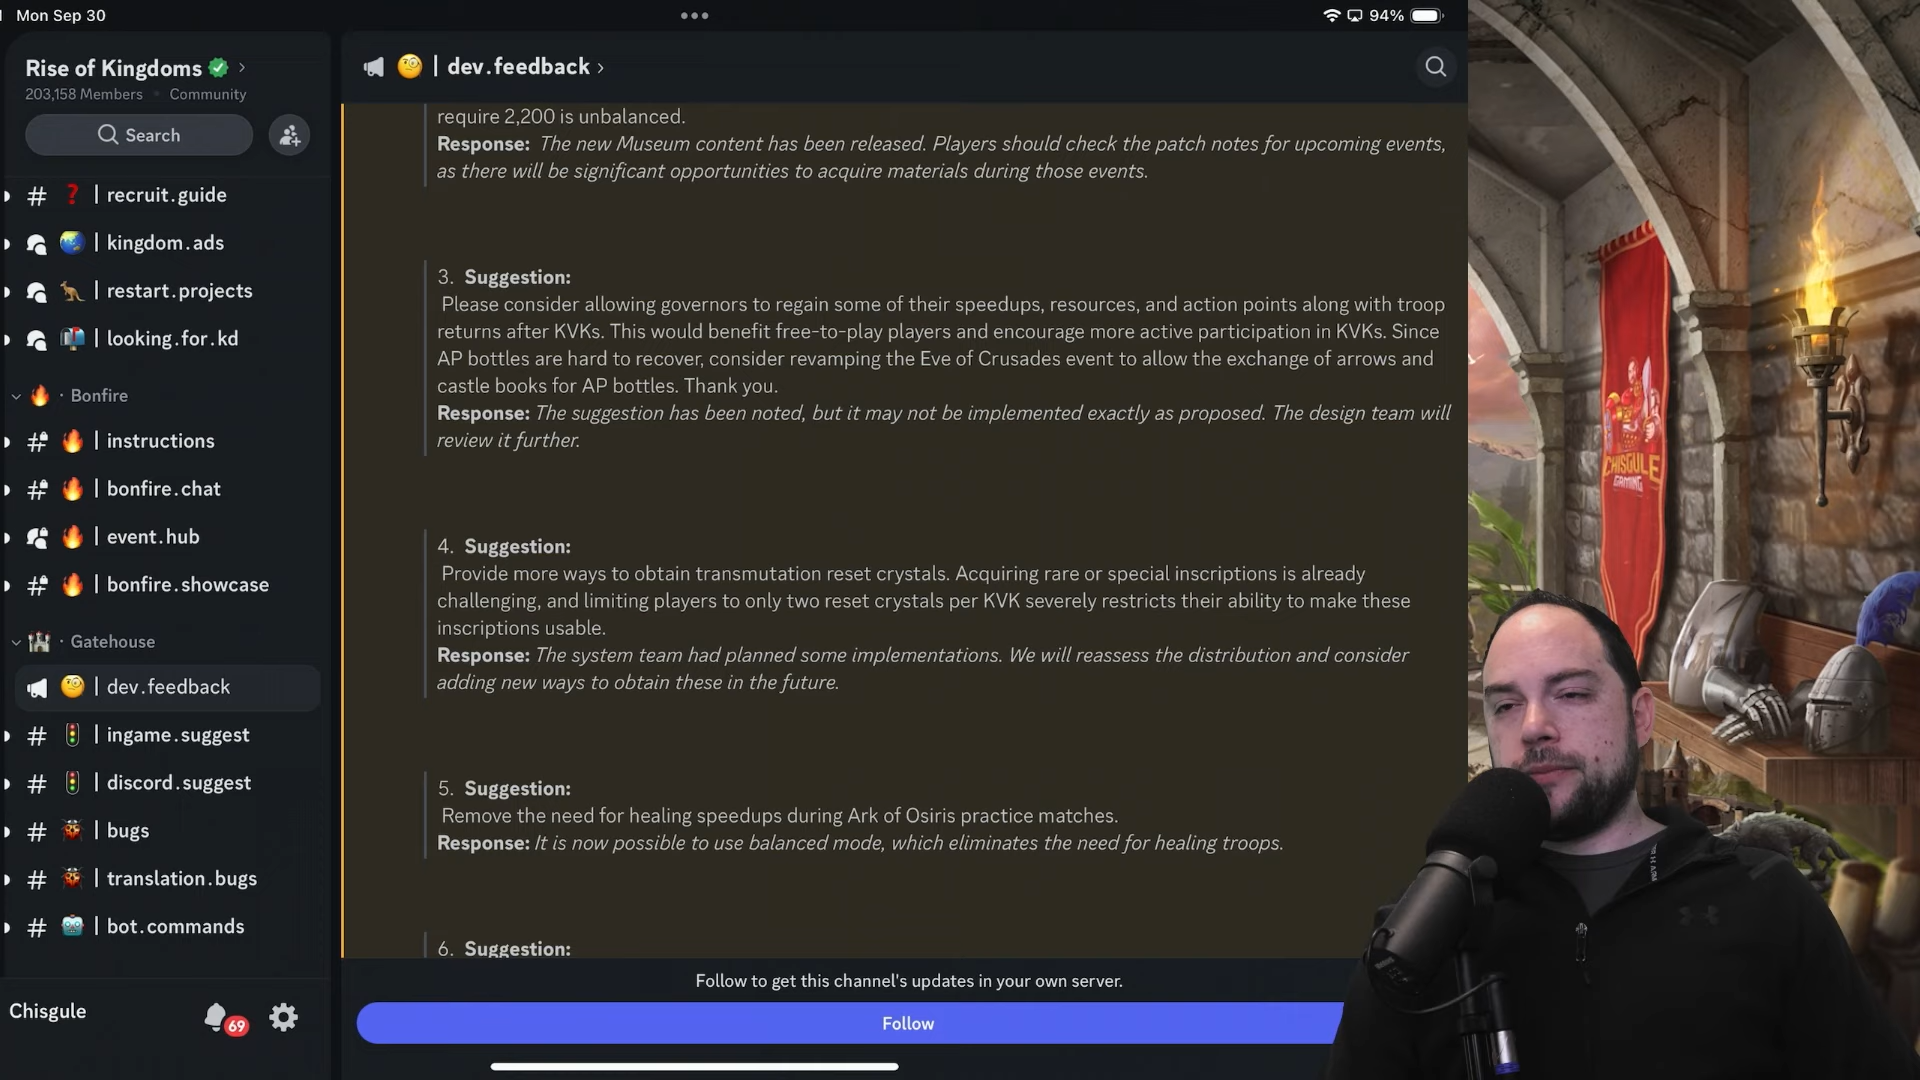 Mon Sep 30
94%
Rise of Kingdoms
203,158 Members • Community
Search
| recruit.guide
| kingdom.ads
| restart.projects
| looking.for.kd
· Bonfire
| instructions
| bonfire.chat
| event.hub
| bonfire.showcase
· Gatehouse
| dev.feedback
| ingame.suggest
| discord.suggest
| bugs
| translation.bugs
| bot.commands
Chisgule
69
| dev.feedback
require 2,200 is unbalanced.
Response: The new Museum content has been released. Players should check the patch notes for upcoming events,
as there will be significant opportunities to acquire materials during those events.
3. Suggestion:
Please consider allowing governors to regain some of their speedups, resources, and action points along with troop
returns after KVKs. This would benefit free-to-play players and encourage more active participation in KVKs. Since
AP bottles are hard to recover, consider revamping the Eve of Crusades event to allow the exchange of arrows and
castle books for AP bottles. Thank you.
Response: The suggestion has been noted, but it may not be implemented exactly as proposed. The design team will
review it further.
4. Suggestion:
Provide more ways to obtain transmutation reset crystals. Acquiring rare or special inscriptions is already
challenging, and limiting players to only two reset crystals per KVK severely restricts their ability to make these
inscriptions usable.
Response: The system team had planned some implementations. We will reassess the distribution and consider
adding new ways to obtain these in the future.
5. Suggestion:
Remove the need for healing speedups during Ark of Osiris practice matches.
Response: It is now possible to use balanced mode, which eliminates the need for healing troops.
6. Suggestion:
Follow to get this channel's updates in your own server.
Follow
CHISGULE
GAMING